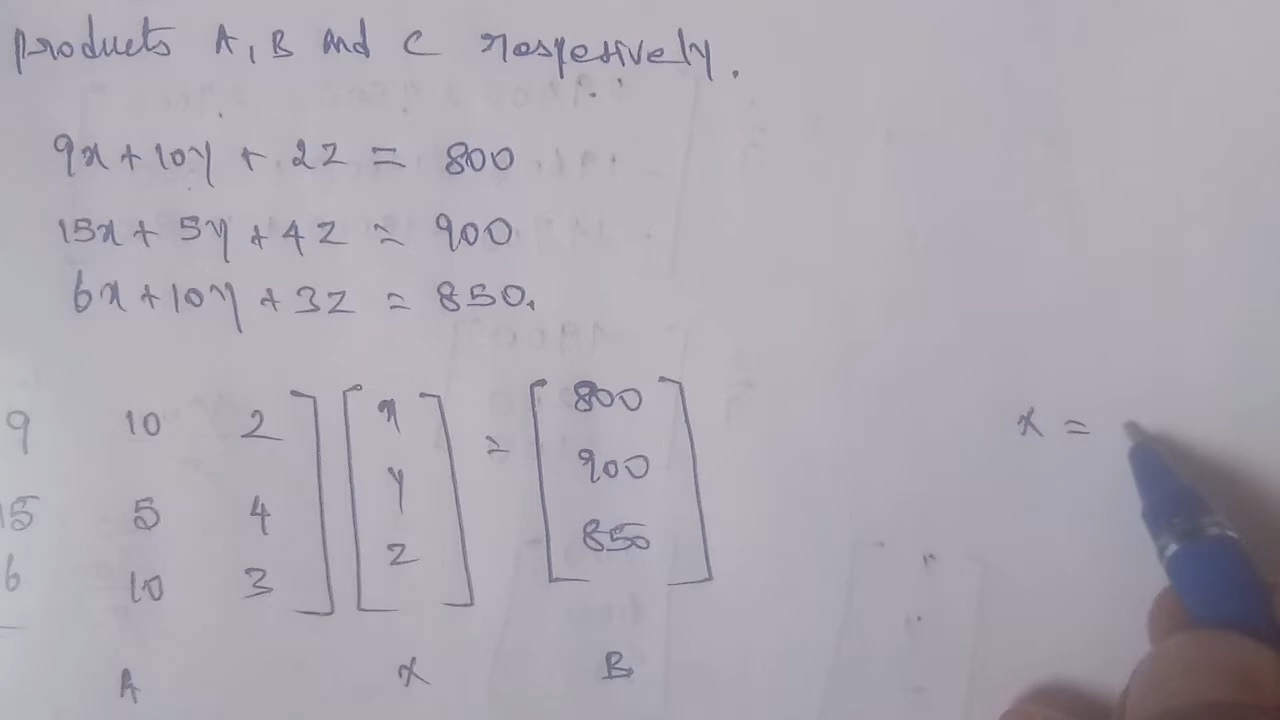 products A, B and C respesively.
9x + 10y + 2z = 800
15x + 5y + 4z = 900
6x + 10y + 3z = 850.
9 10 2 x = 800
15 5 4 y 900 x =
6 10 3 z 850
A X B